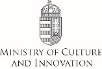 MINISTRY OF CULTURE
AND INNOVATION